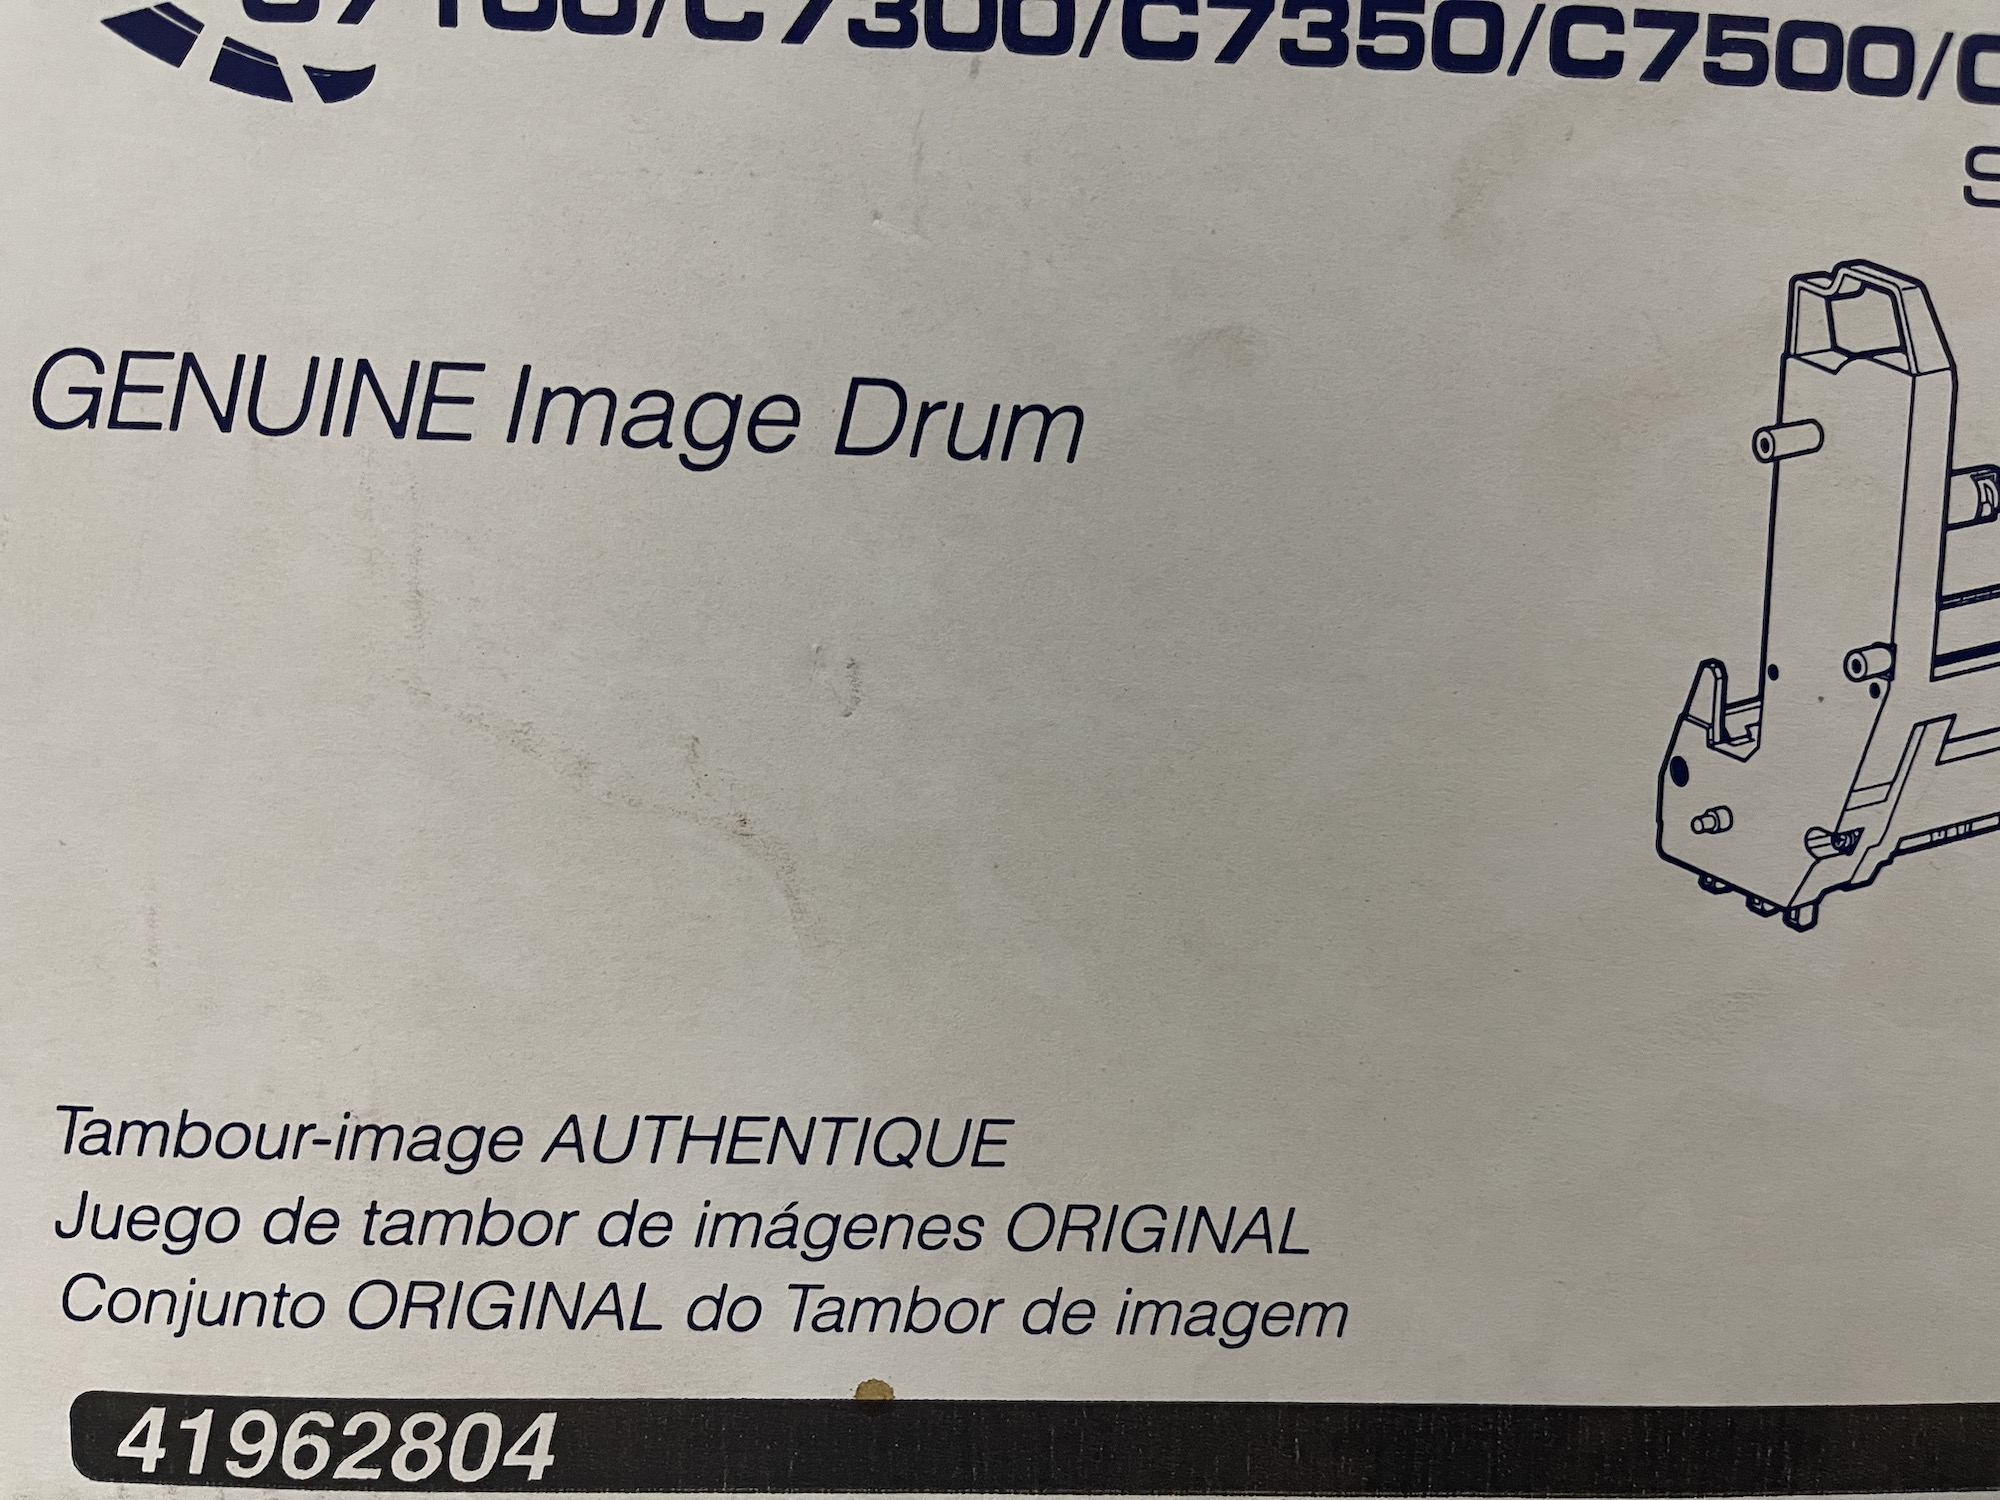 C7100/C7300/C7350/C7500/
GENUINE Image Drum
Tambour-image AUTHENTIQUE
Juego de tambor de imágenes ORIGINAL
Conjunto ORIGINAL do Tambor de imagem
41962804